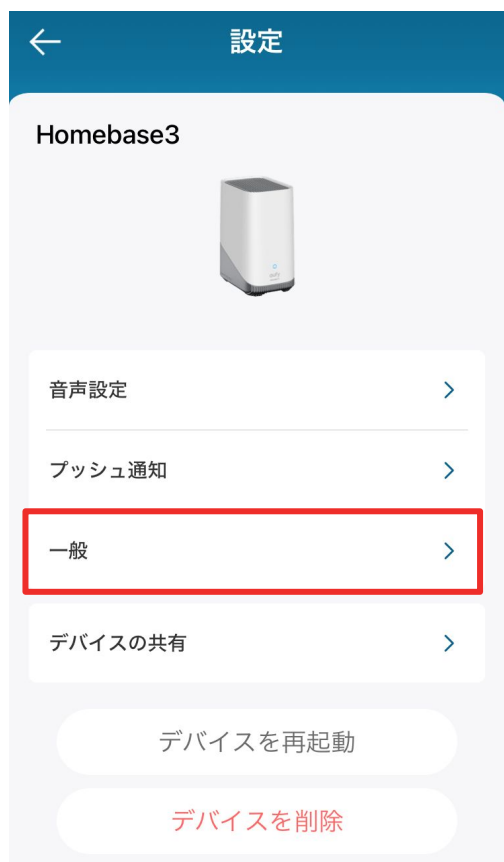 設定
Homebase3
eufy
音声設定
プッシュ通知
一般
デバイスの共有
デバイスを再起動
デバイスを削除